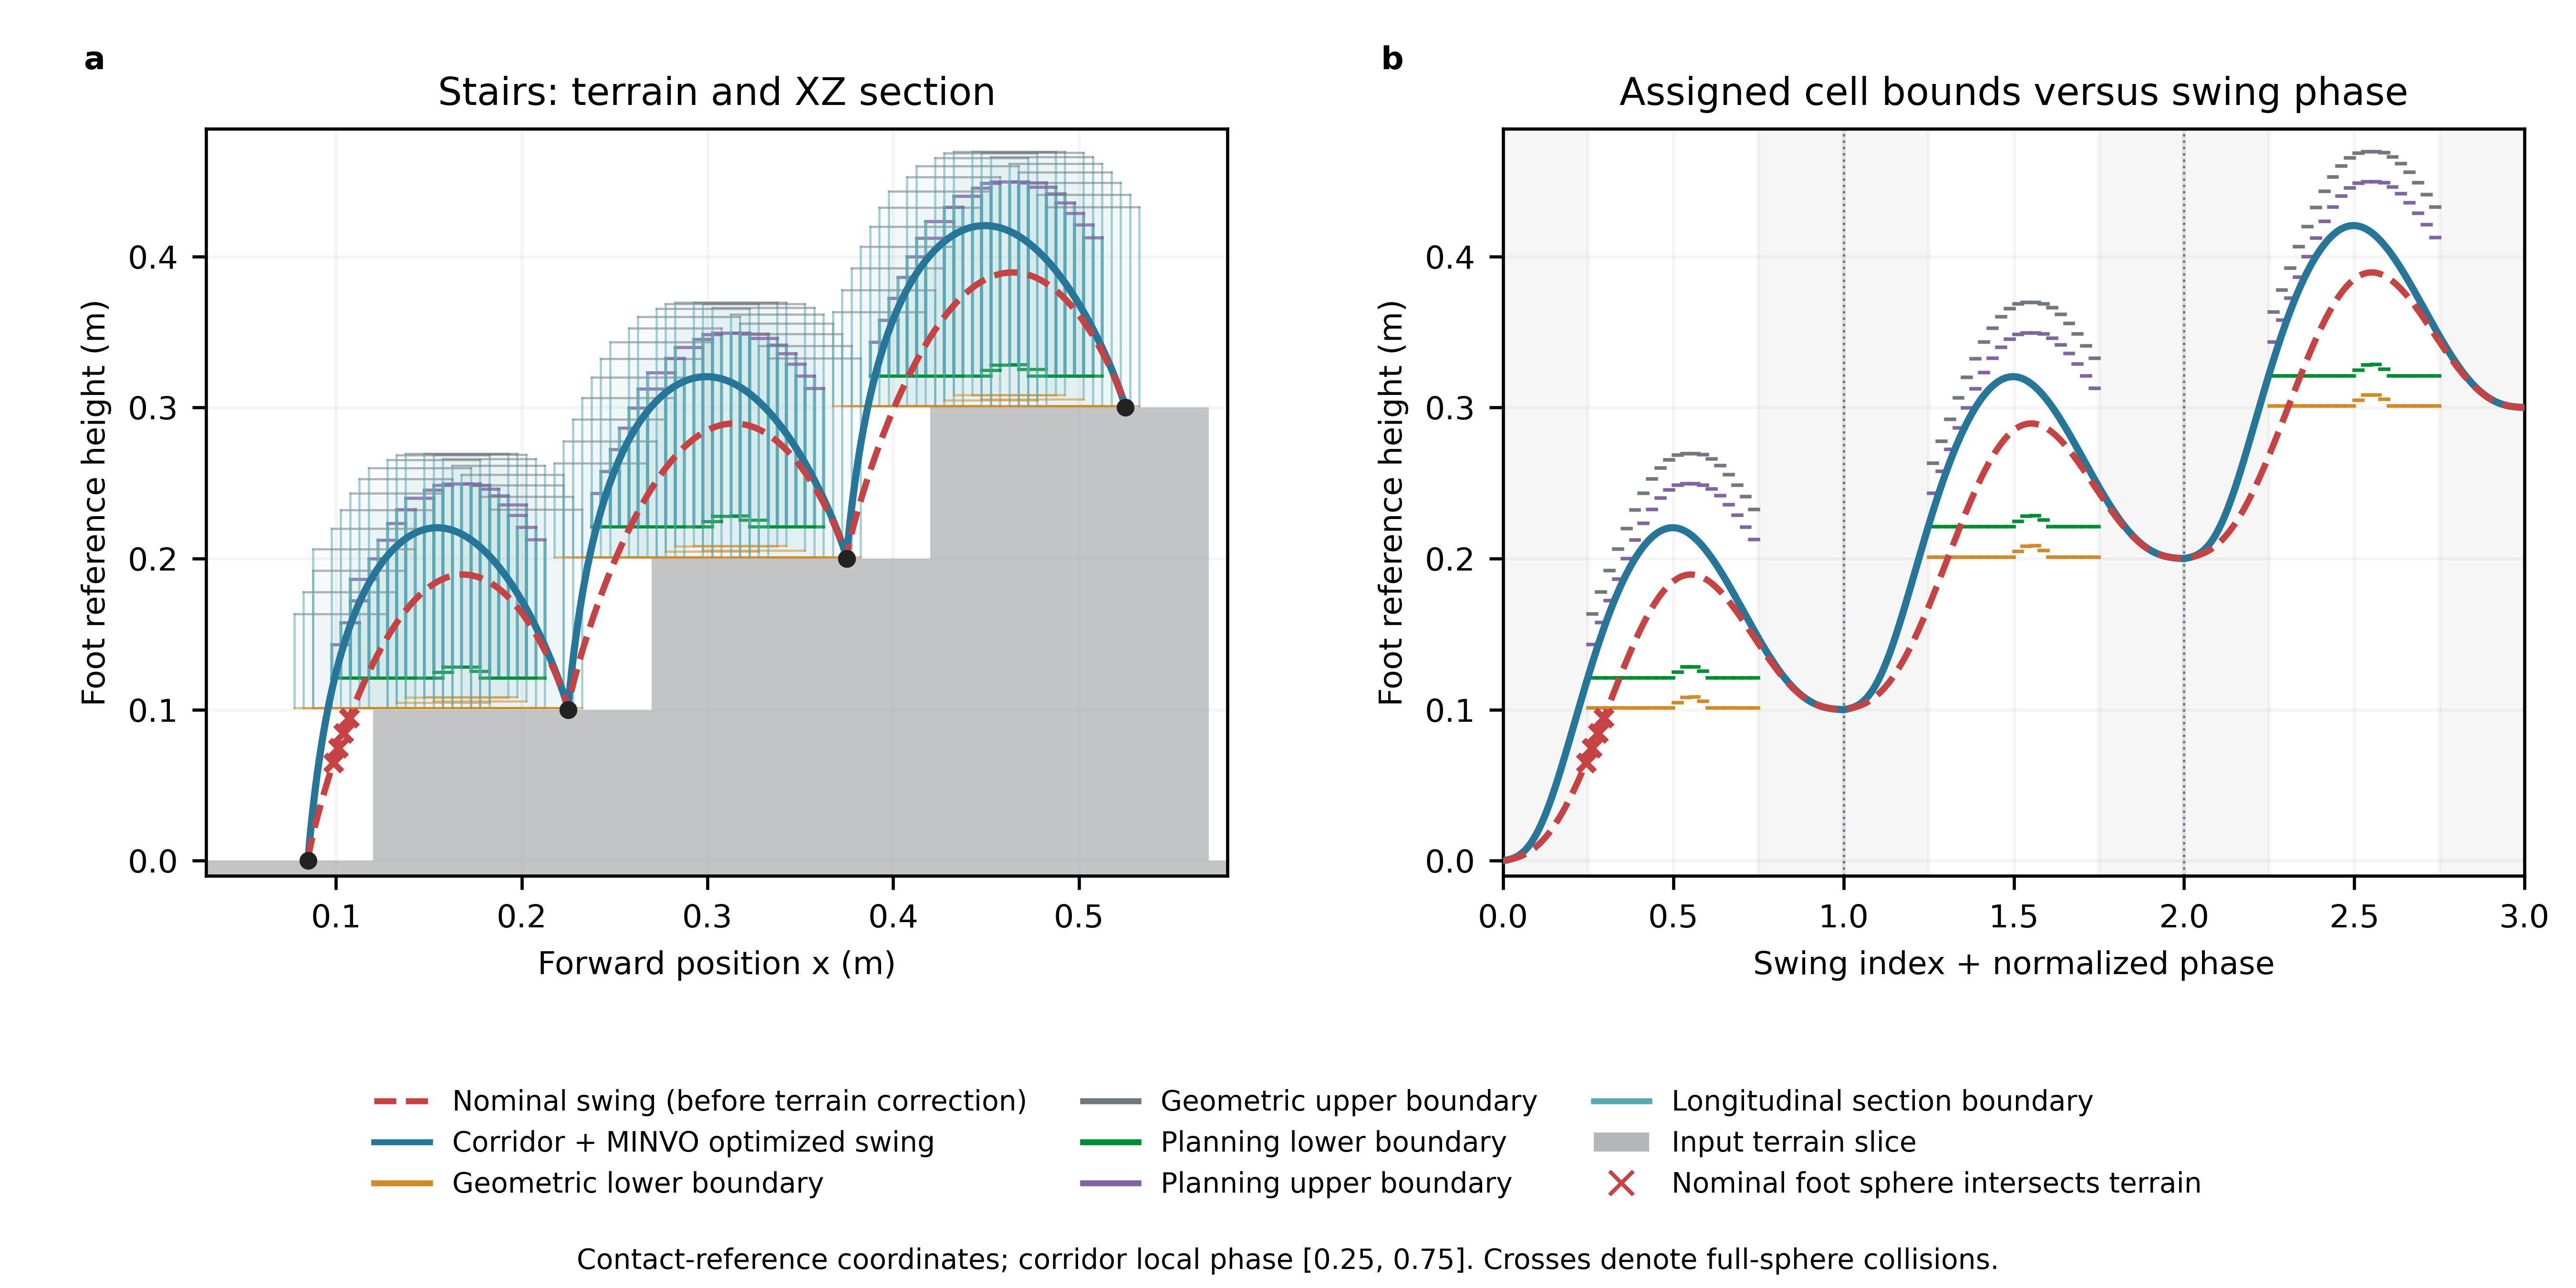 a
Stairs: terrain and XZ section
Foot reference height (m)
0.4
0.3
0.2
0.1
0.0
0.1 0.2 0.3 0.4 0.5
Forward position x (m)
b
Assigned cell bounds versus swing phase
Foot reference height (m)
0.4
0.3
0.2
0.1
0.0
0.0 0.5 1.0 1.5 2.0 2.5 3.0
Swing index + normalized phase
Nominal swing (before terrain correction)
Corridor + MINVO optimized swing
Geometric lower boundary
Geometric upper boundary
Planning lower boundary
Planning upper boundary
Longitudinal section boundary
Input terrain slice
Nominal foot sphere intersects terrain
Contact-reference coordinates; corridor local phase [0.25, 0.75]. Crosses denote full-sphere collisions.